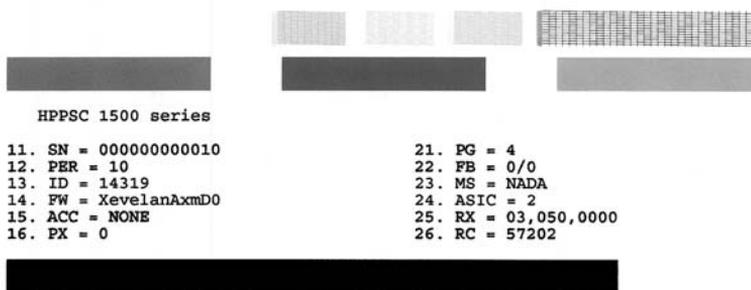 HPPSC 1500 series
11. SN = 000000000010
12. PER = 10
13. ID = 14319
14. FW = XevelanAxmD0
15. ACC = NONE
16. PX = 0
21. PG = 4
22. FB = 0/0
23. MS = NADA
24. ASIC = 2
25. RX = 03,050,0000
26. RC = 57202